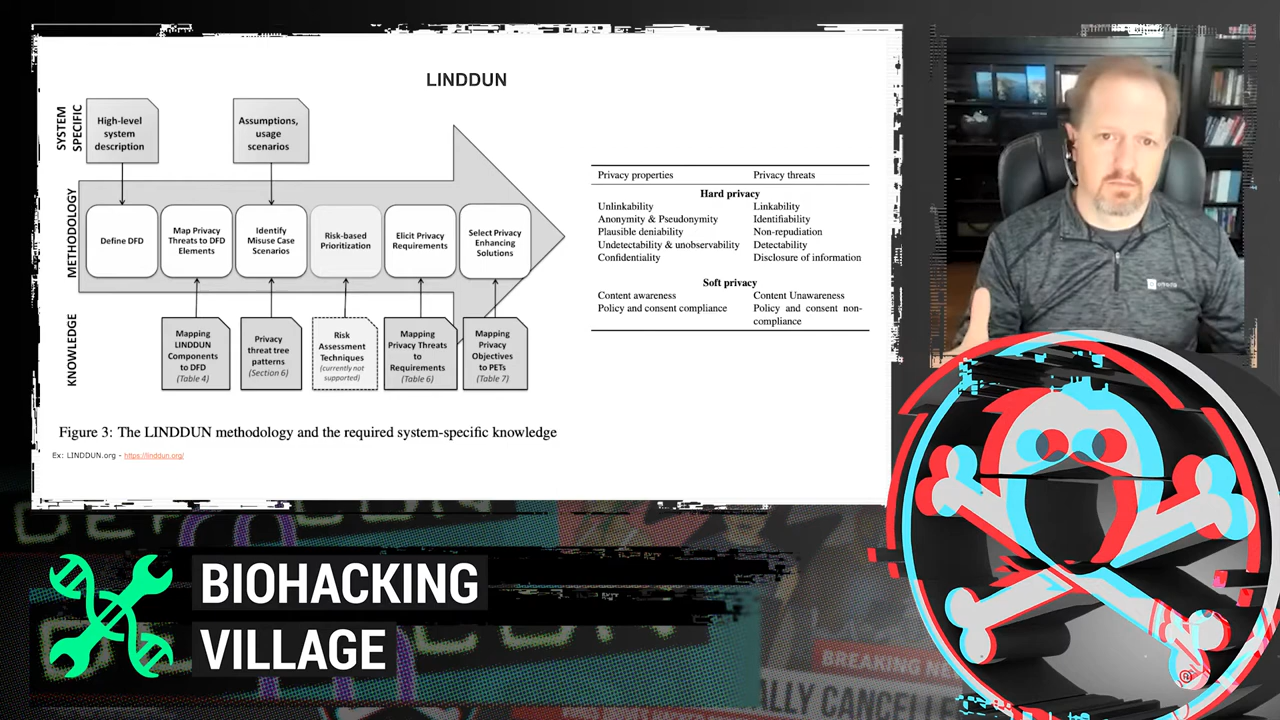 LINDDUN
SYSTEM
SPECIFIC
High-level
system
description
Assumptions,
usage
scenarios
METHODOLOGY
Define DFD
Map Privacy
Threats to DFD
Elements
Identify
Misuse Case
Scenarios
Risk-based
Prioritization
Elicit Privacy
Requirements
Select Privacy
Enhancing
Solutions
KNOWLEDGE
Mapping
LINDDUN
Components
to DFD
(Table 4)
Privacy
threat tree
patterns
(Section 6)
Risk
Assessment
Techniques
(currently not
supported)
Mapping
Privacy Threats
to
Requirements
(Table 6)
Mapping
Privacy
Objectives
to PETs
(Table 7)
Figure 3: The LINDDUN methodology and the required system-specific knowledge
Ex: LINDDUN.org - https://linddun.org/
Privacy properties Privacy threats
Hard privacy
Unlinkability Linkability
Anonymity & Pseudonymity Identifiability
Plausible deniability Non-repudiation
Undetectability & unobservability Detectability
Confidentiality Disclosure of information
Soft privacy
Content awareness Content Unawareness
Policy and consent compliance Policy and consent non-
compliance
BIOHACKING
VILLAGE
BREAKING NE
ALLY CANCELLE
®